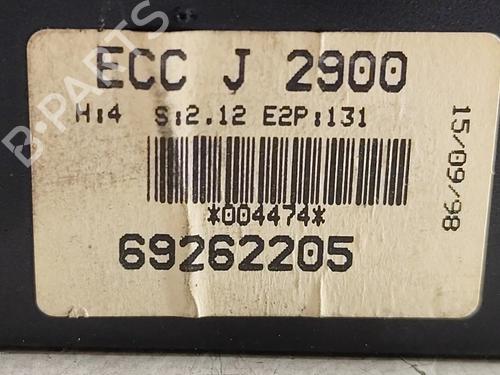 ECC J 2900
H:4 S:2.12 E2P:131
*004474*
69262205
15/09/98
B-PARTS